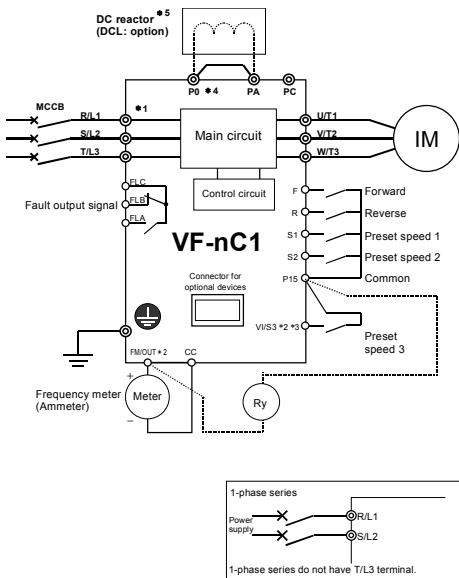 DC reactor *5
(DCL: option)
P0 *4 PA PC
MCCB
*1
R/L1 U/T1
S/L2 V/T2
T/L3 W/T3
Main circuit
IM
Control circuit
FLC
FLB
FLA
Fault output signal
VF-nC1
F Forward
R Reverse
S1 Preset speed 1
S2 Preset speed 2
P15 Common
Connector for
optional devices
VI/S3 *2 *3
Preset
speed 3
FM/OUT *2 CC
+
Frequency meter
(Ammeter)
Meter
–
Ry
1-phase series
Power
supply
R/L1
S/L2
1-phase series do not have T/L3 terminal.